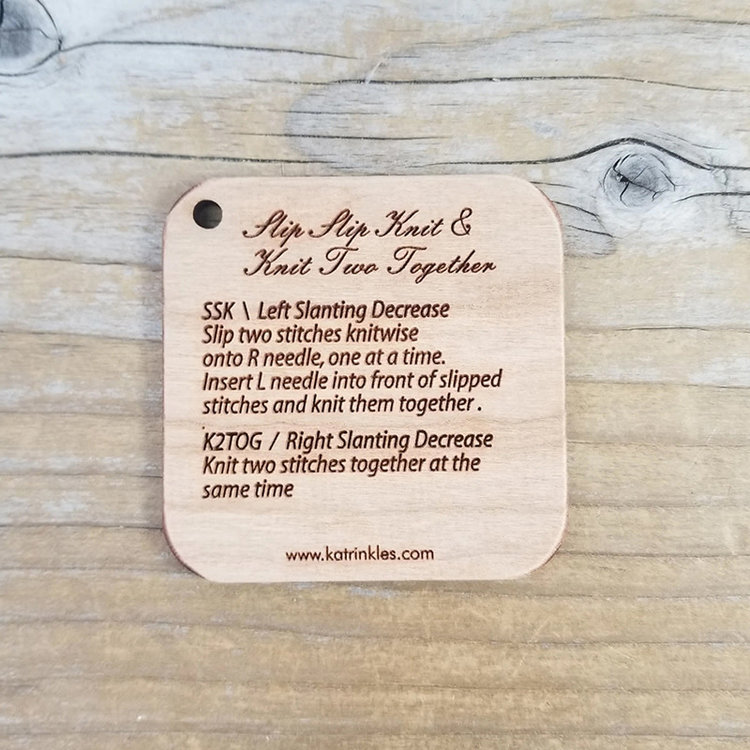 Slip Slip Knit &
Knit Two Together
SSK \ Left Slanting Decrease
Slip two stitches knitwise
onto R needle, one at a time.
Insert L needle into front of slipped
stitches and knit them together.
K2TOG / Right Slanting Decrease
Knit two stitches together at the
same time
www.katrinkles.com